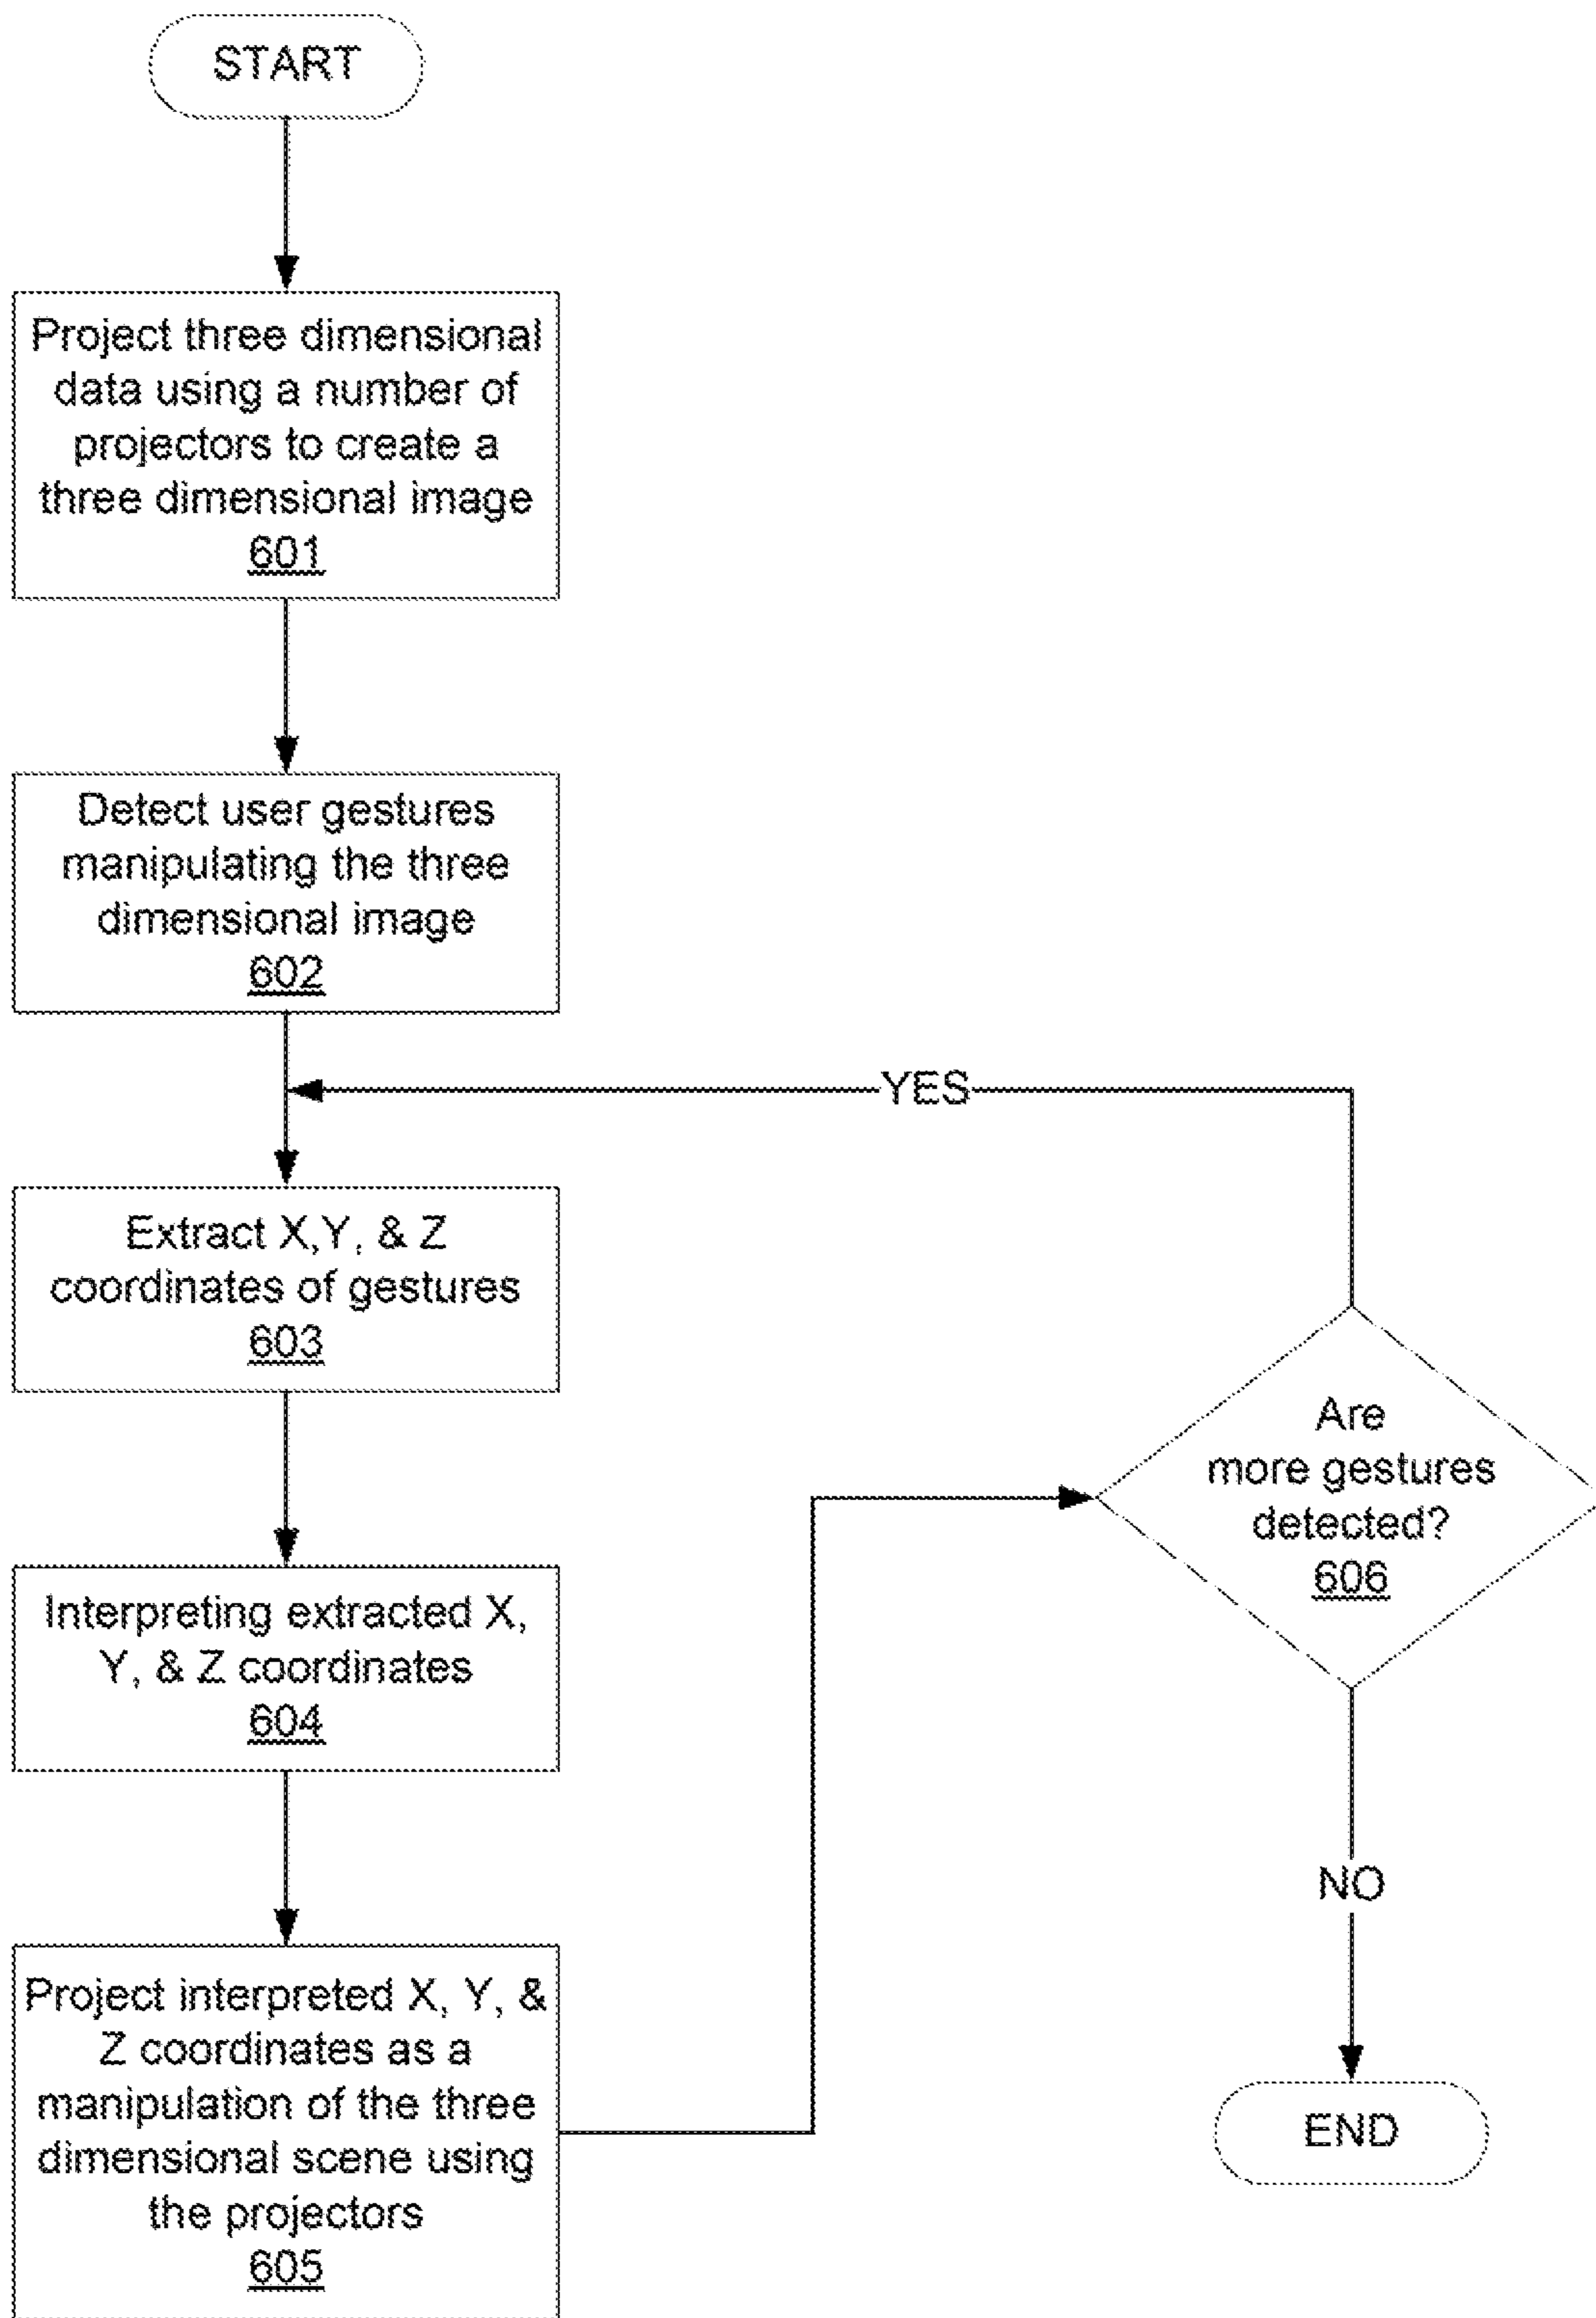 START
Project three dimensional
data using a number of
projectors to create a
three dimensional image
601
Detect user gestures
manipulating the three
dimensional image
602
YES
Extract X,Y, & Z
coordinates of gestures
603
Are
more gestures
detected?
606
Interpreting extracted X,
Y, & Z coordinates
604
NO
Project interpreted X, Y, &
Z coordinates as a
manipulation of the three
dimensional scene using
the projectors
605
END